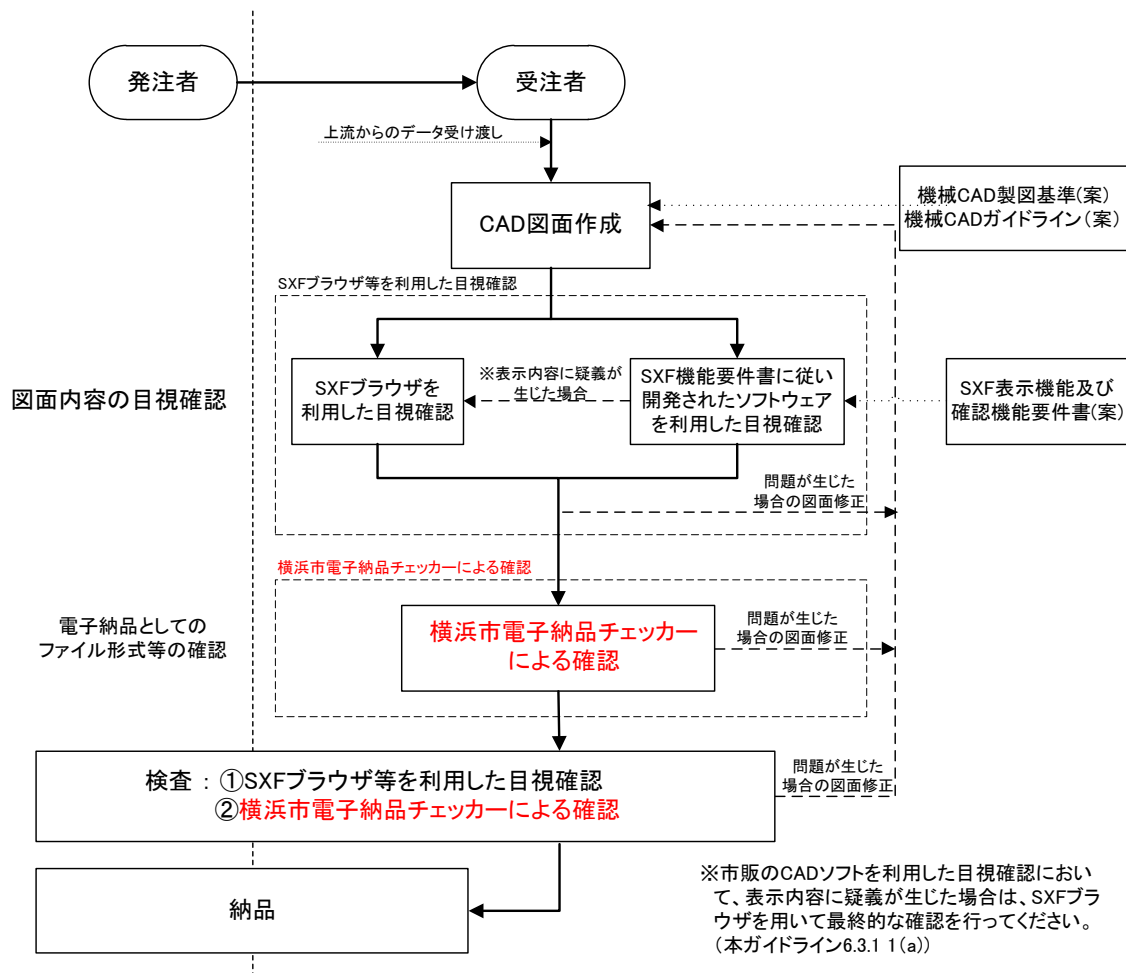 発注者
受注者
上流からのデータ受け渡し
CAD図面作成
機械CAD製図基準(案)
機械CADガイドライン(案)
SXFブラウザ等を利用した目視確認
図面内容の目視確認
SXFブラウザを
利用した目視確認
※表示内容に疑義が
生じた場合
SXF機能要件書に従い
開発されたソフトウェア
を利用した目視確認
SXF表示機能及び
確認機能要件書(案)
問題が生じた
場合の図面修正
横浜市電子納品チェッカーによる確認
電子納品としての
ファイル形式等の確認
横浜市電子納品チェッカー
による確認
問題が生じた
場合の図面修正
検査 : ①SXFブラウザ等を利用した目視確認
②横浜市電子納品チェッカーによる確認
問題が生じた
場合の図面修正
納品
※市販のCADソフトを利用した目視確認におい
て、表示内容に疑義が生じた場合は、SXFブラ
ウザを用いて最終的な確認を行ってください。
(本ガイドライン6.3.1 1(a))